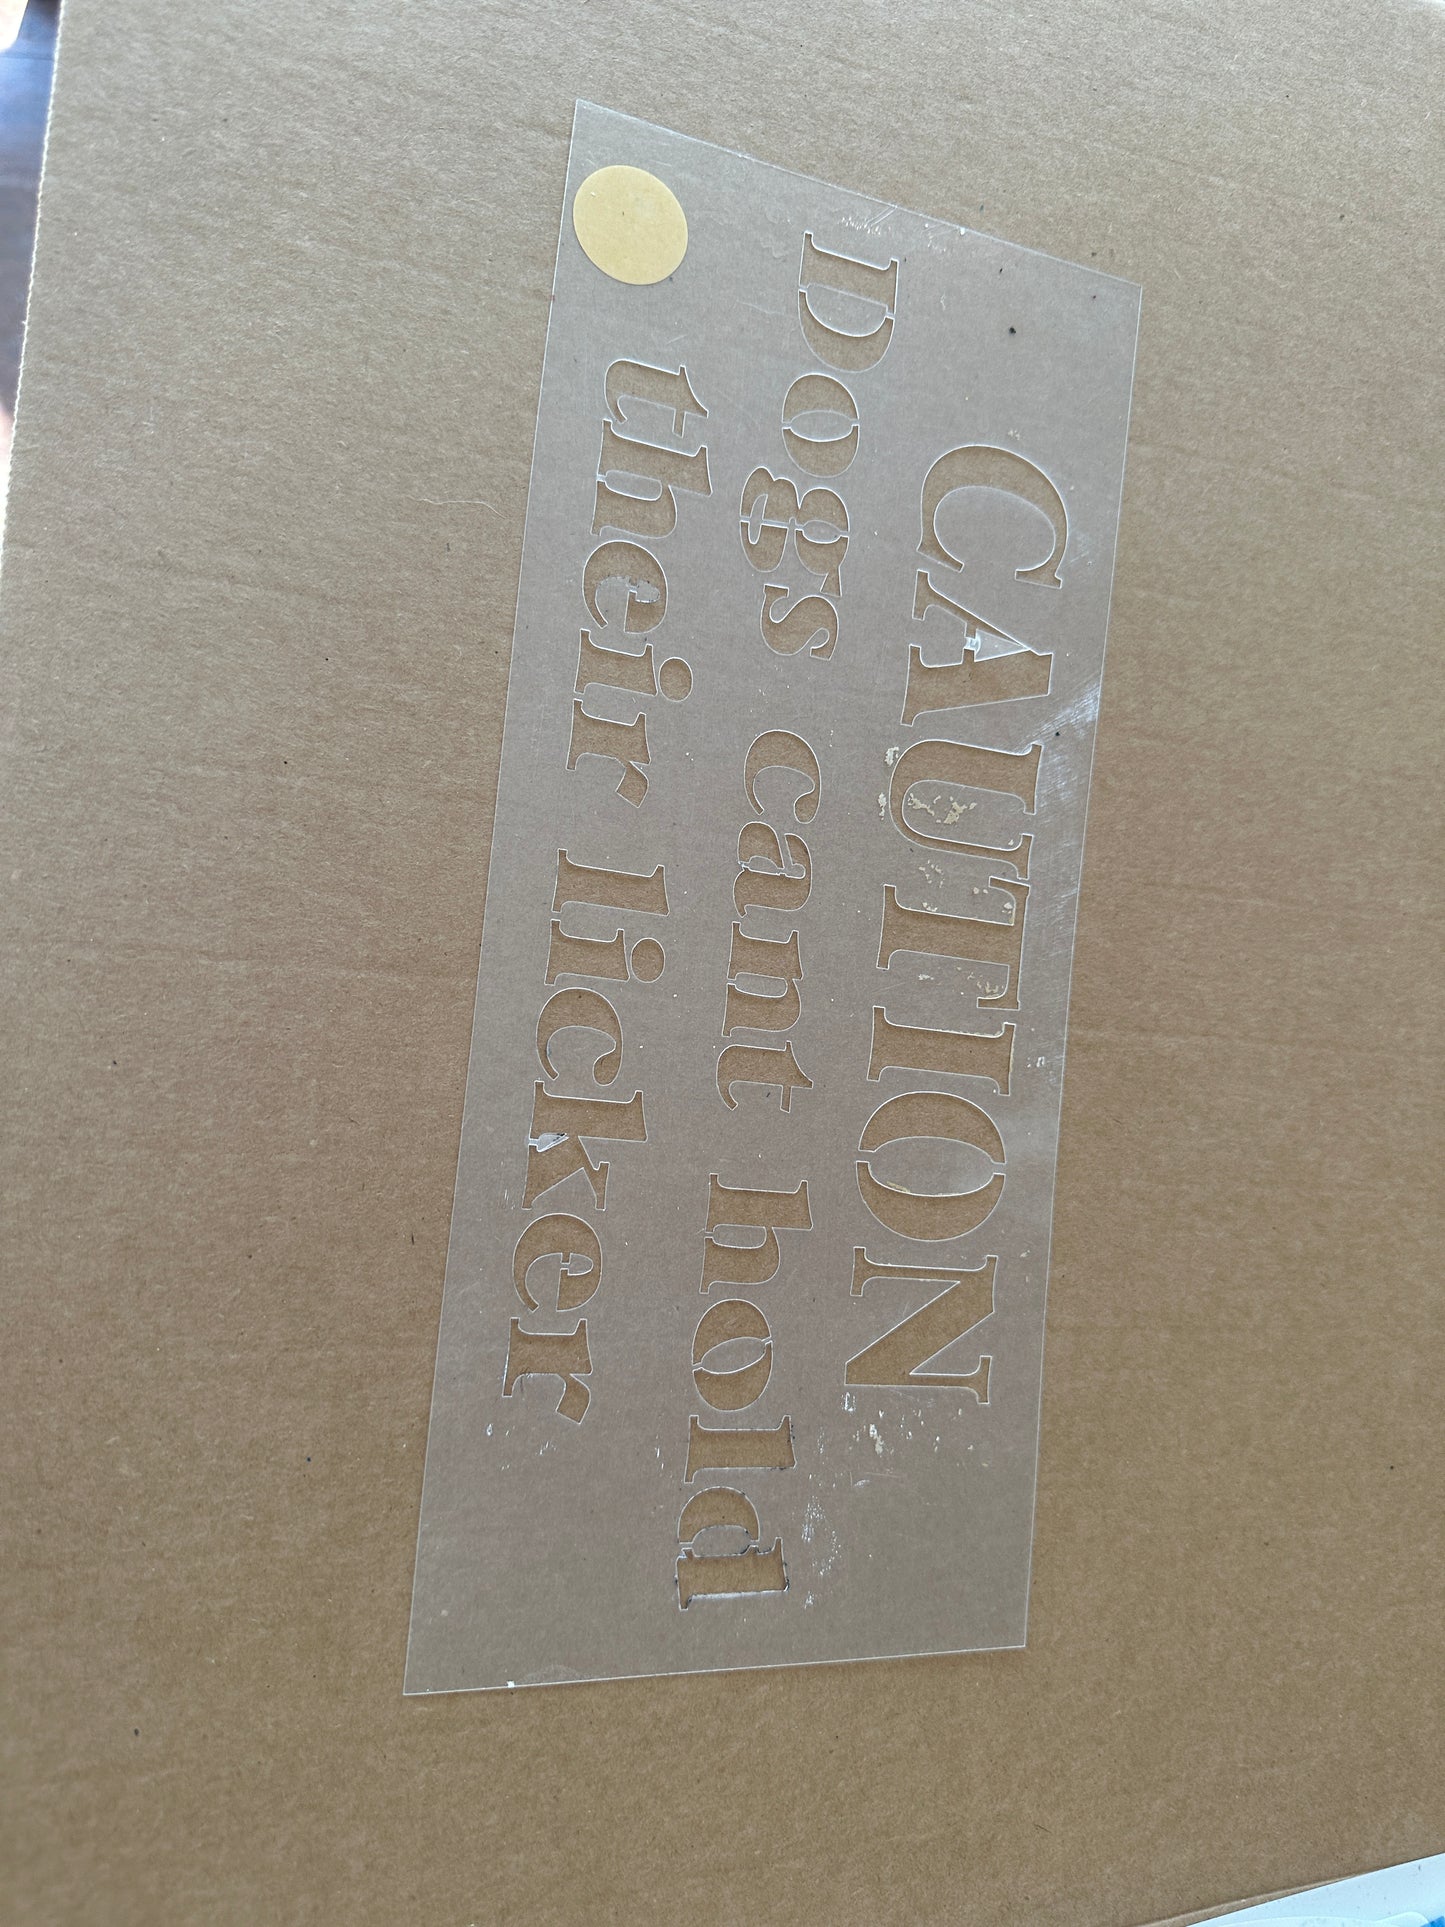 CAUTION
Dogs cant hold
their licker